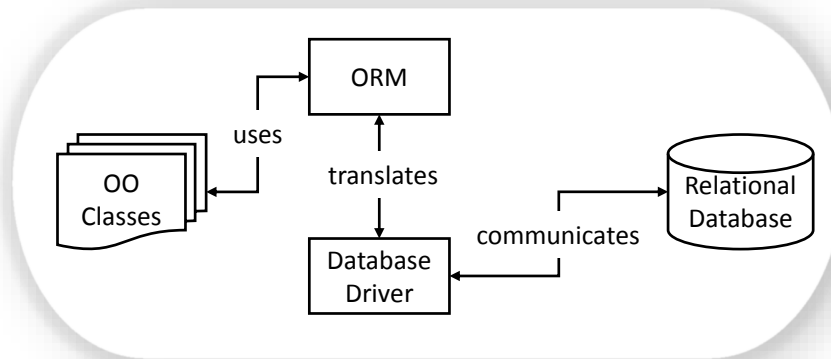 ORM
uses
OO
Classes
translates
Relational
Database
communicates
Database
Driver